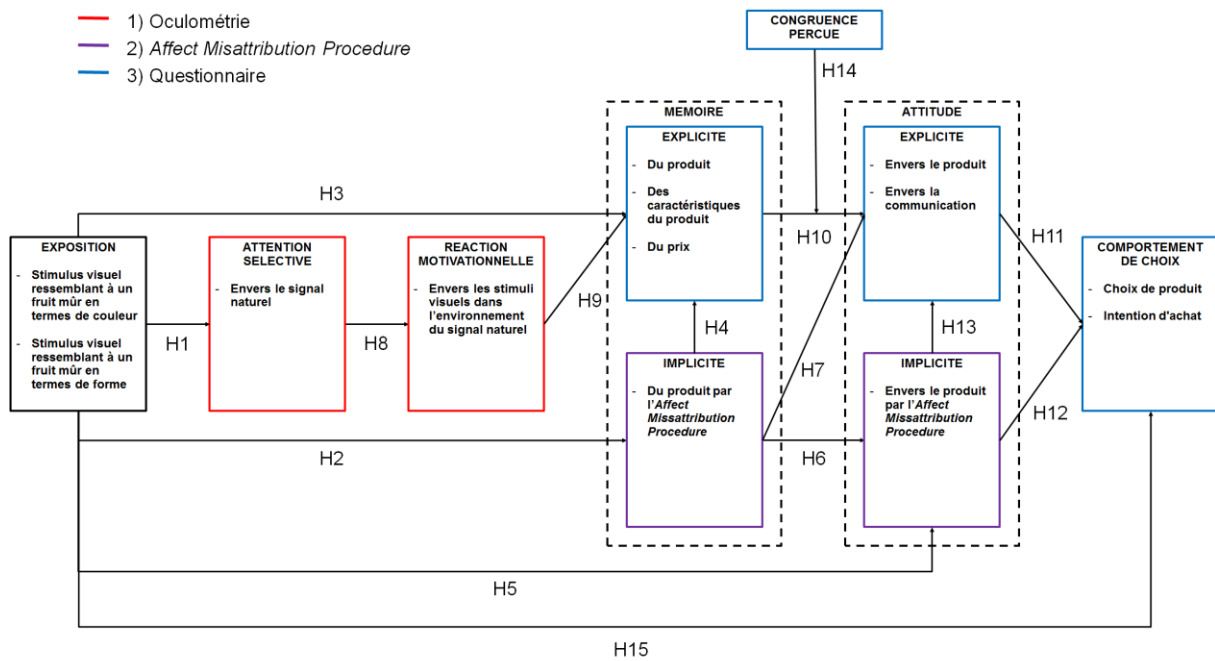 1) Oculométrie
2) Affect Misattribution Procedure
3) Questionnaire
CONGRUENCE
PERCUE
H14
MEMOIRE
ATTITUDE
EXPLICITE
- Du produit
- Des
caractéristiques
du produit
- Du prix
EXPLICITE
- Envers le produit
- Envers la
communication
H3
H10
H11
EXPOSITION
- Stimulus visuel
ressemblant à un
fruit mûr en
termes de couleur
- Stimulus visuel
ressemblant à un
fruit mûr en
termes de forme
ATTENTION
SELECTIVE
- Envers le signal
naturel
REACTION
MOTIVATIONNELLE
- Envers les stimuli
visuels dans
l'environnement
du signal naturel
COMPORTEMENT
DE CHOIX
- Choix de produit
- Intention d'achat
H9
H1
H8
H4
H13
H7
IMPLICITE
- Du produit par
l'Affect
Missattribution
Procedure
IMPLICITE
- Envers le produit
par l'Affect
Missattribution
Procedure
H12
H2
H6
H5
H15